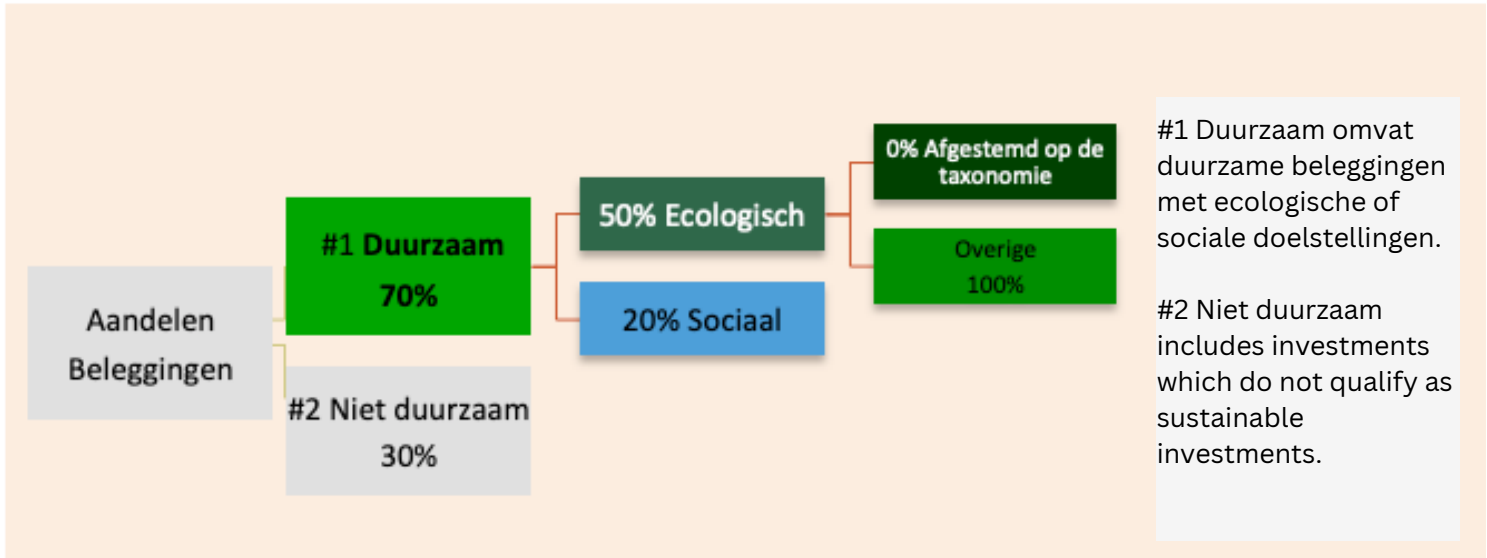 Aandelen
Beleggingen
#1 Duurzaam
70%
#2 Niet duurzaam
30%
50% Ecologisch
20% Sociaal
0% Afgestemd op de
taxonomie
Overige
100%
#1 Duurzaam omvat
duurzame beleggingen
met ecologische of
sociale doelstellingen.
#2 Niet duurzaam
includes investments
which do not qualify as
sustainable
investments.